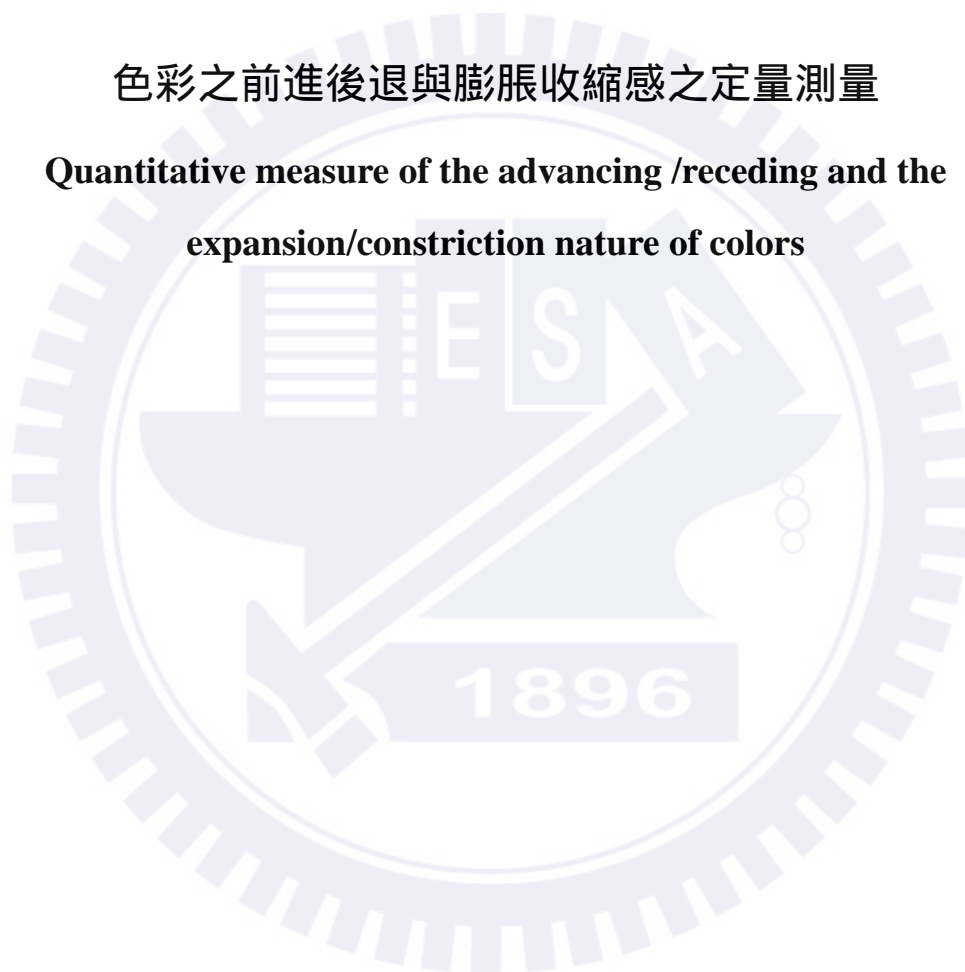 色彩之前進後退與膨脹收縮感之定量測量
Quantitative measure of the advancing /receding and the
expansion/constriction nature of colors
ESA
1896